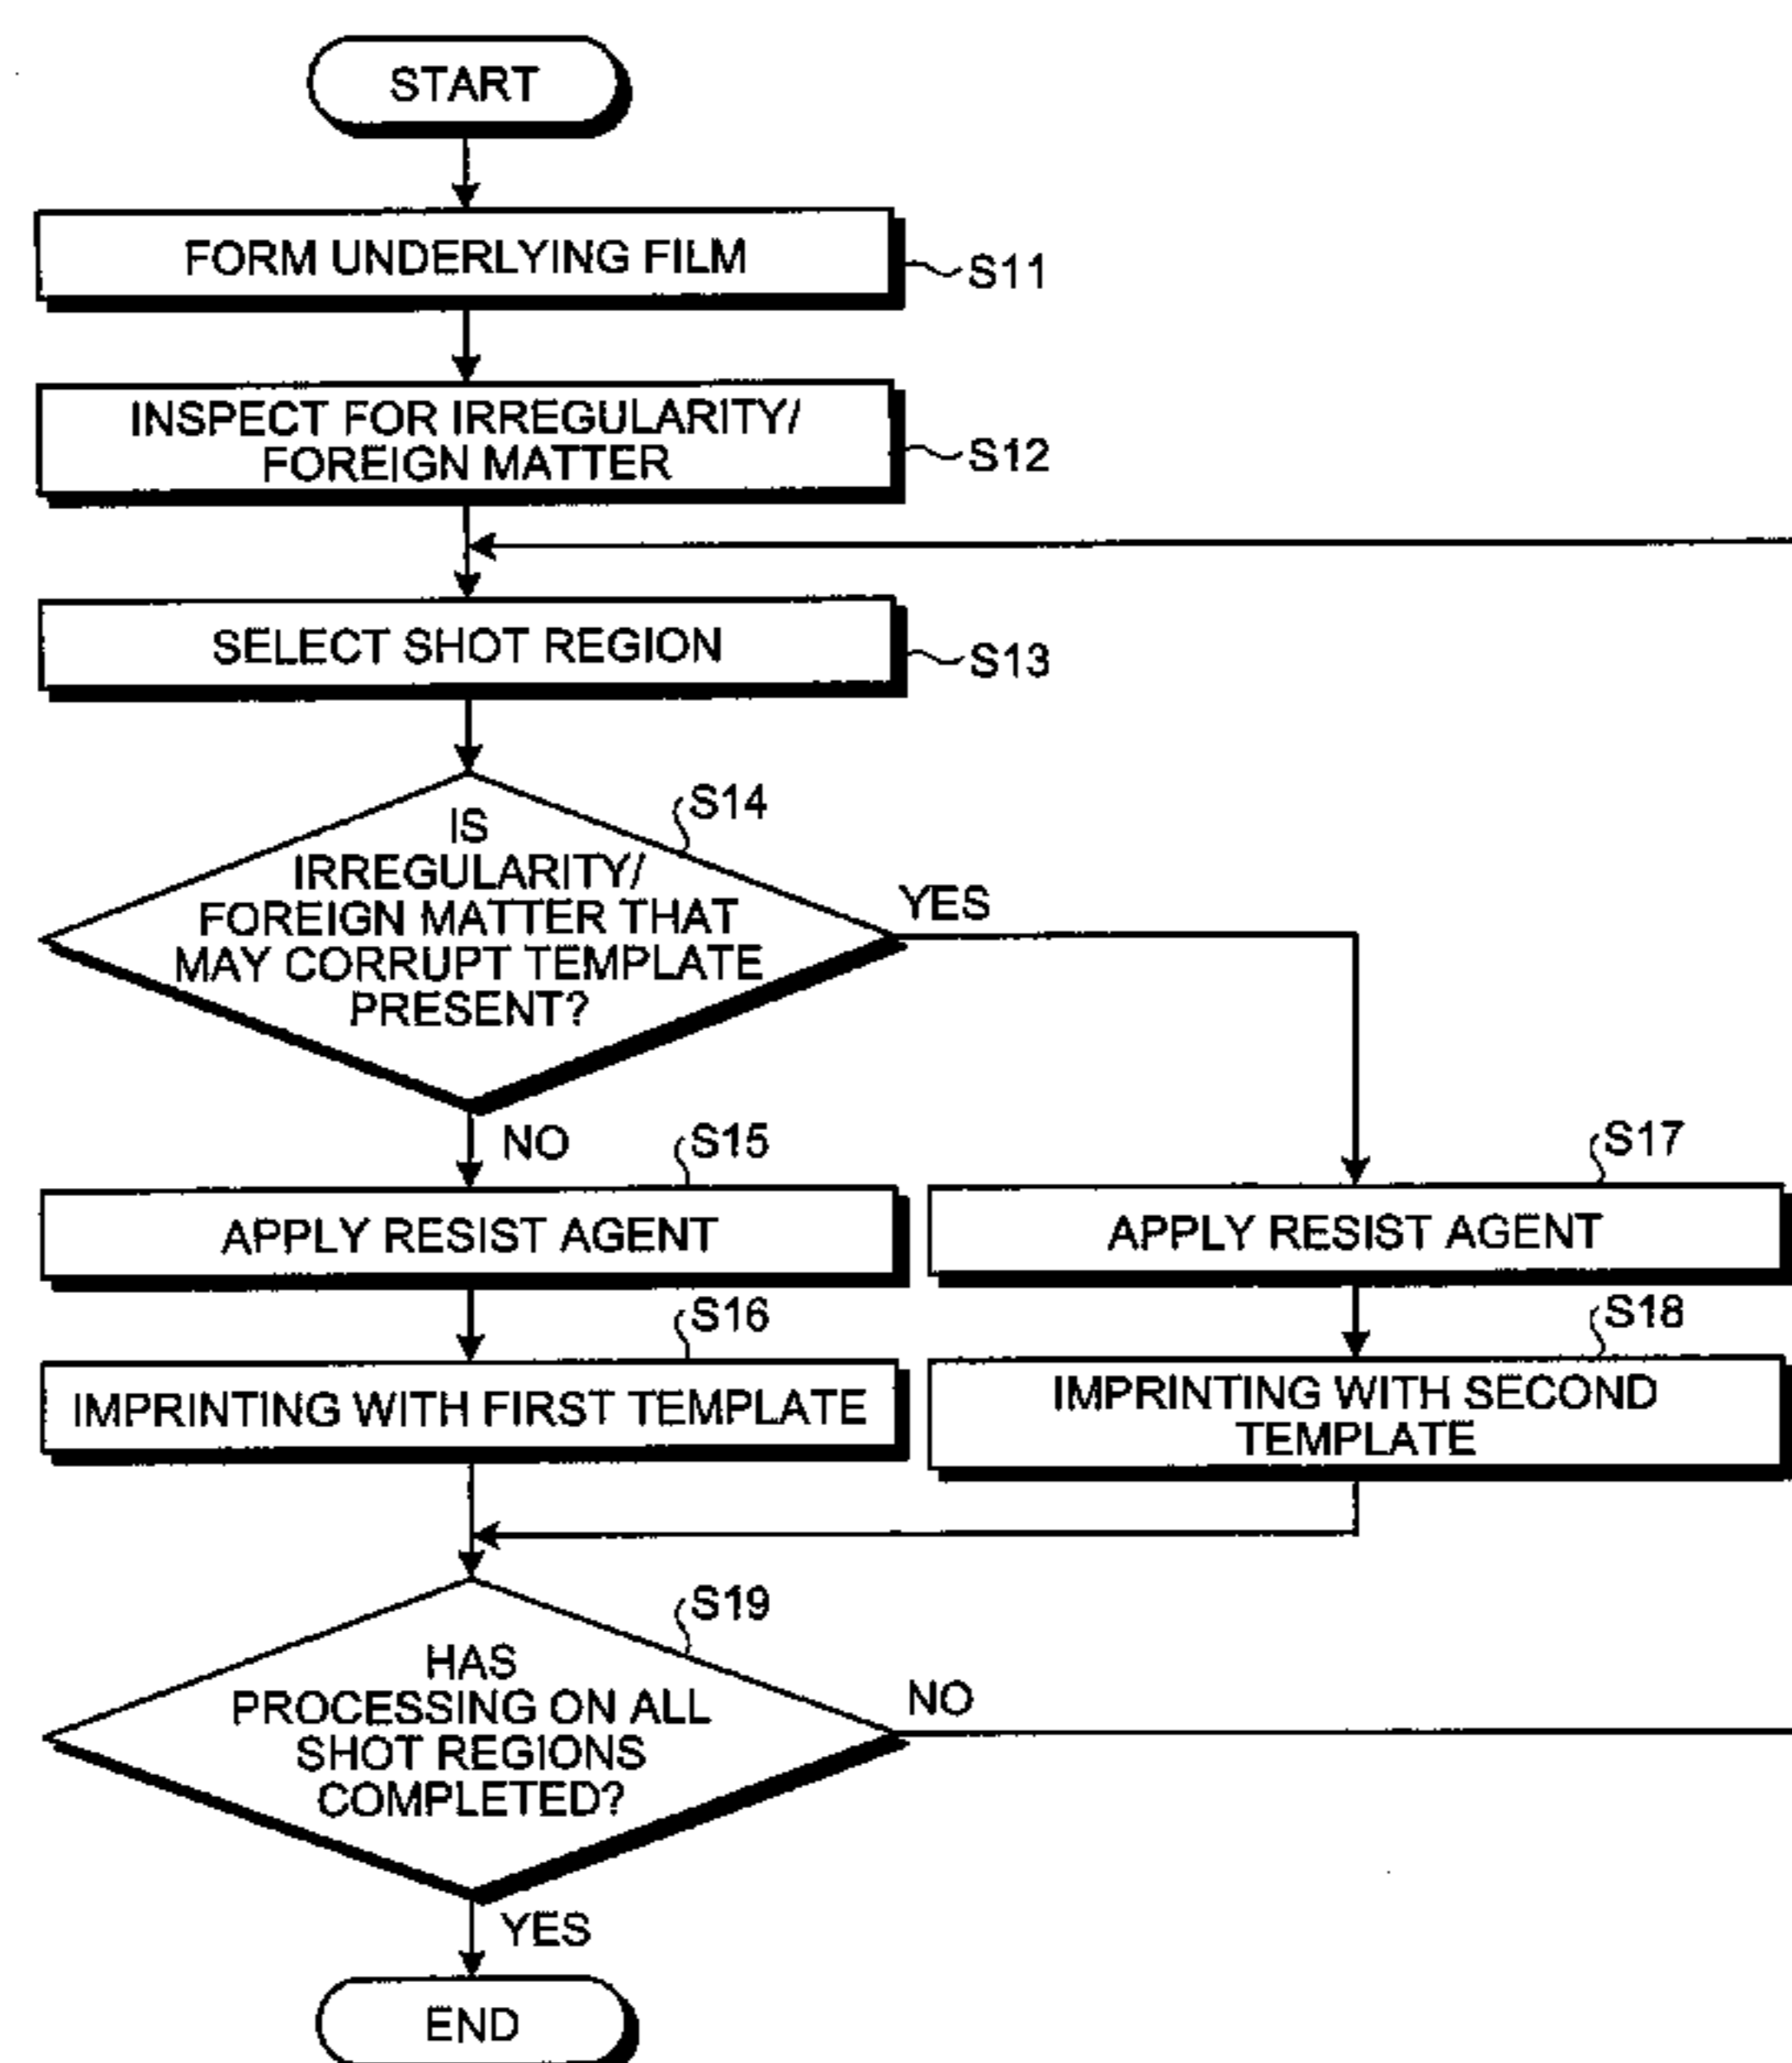 START
FORM UNDERLYING FILM
S11
INSPECT FOR IRREGULARITY/
FOREIGN MATTER
S12
SELECT SHOT REGION
S13
S14
IS
IRREGULARITY/
FOREIGN MATTER THAT
MAY CORRUPT TEMPLATE
PRESENT?
YES
NO
S15
APPLY RESIST AGENT
S17
APPLY RESIST AGENT
S16
IMPRINTING WITH FIRST TEMPLATE
S18
IMPRINTING WITH SECOND
TEMPLATE
S19
HAS
PROCESSING ON ALL
SHOT REGIONS
COMPLETED?
NO
YES
END